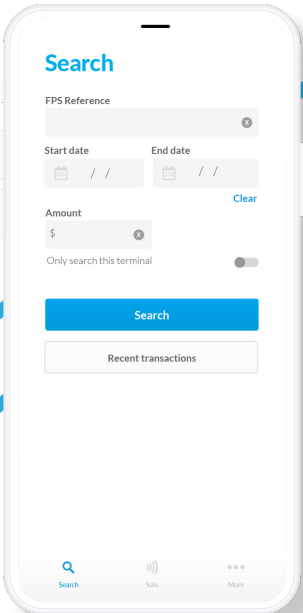 Search
FPS Reference
X
Start date End date
/ / / /
Clear
Amount
$ X
Only search this terminal
Search
Recent transactions
Search Sale More